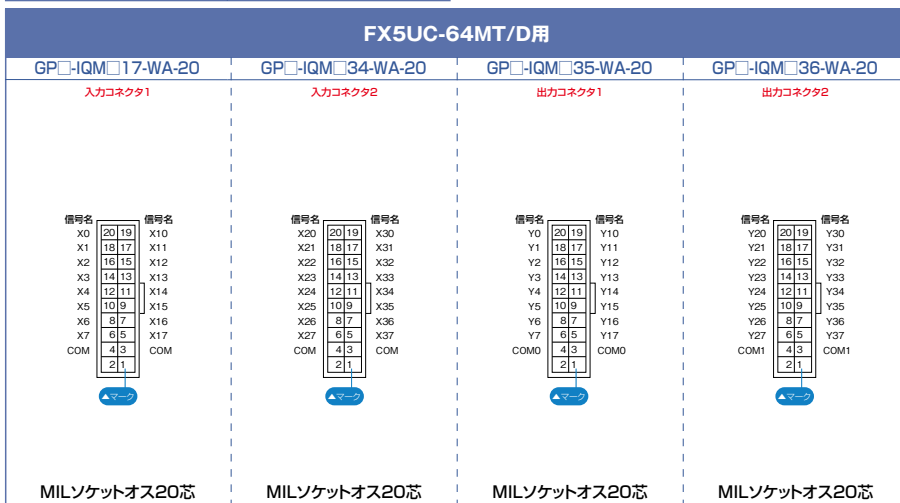 FX5UC-64MT/D用
GP□-IQM□17-WA-20
GP□-IQM□34-WA-20
GP□-IQM□35-WA-20
GP□-IQM□36-WA-20
入力コネクタ1
入力コネクタ2
出力コネクタ1
出力コネクタ2
信号名 信号名
X0 20 19 X10
X1 18 17 X11
X2 16 15 X12
X3 14 13 X13
X4 12 11 X14
X5 10 9 X15
X6 8 7 X16
X7 6 5 X17
COM 4 3 COM
2 1
▲マーク
信号名 信号名
X20 20 19 X30
X21 18 17 X31
X22 16 15 X32
X23 14 13 X33
X24 12 11 X34
X25 10 9 X35
X26 8 7 X36
X27 6 5 X37
COM 4 3 COM
2 1
▲マーク
信号名 信号名
Y0 20 19 Y10
Y1 18 17 Y11
Y2 16 15 Y12
Y3 14 13 Y13
Y4 12 11 Y14
Y5 10 9 Y15
Y6 8 7 Y16
Y7 6 5 Y17
COM0 4 3 COM0
2 1
▲マーク
信号名 信号名
Y20 20 19 Y30
Y21 18 17 Y31
Y22 16 15 Y32
Y23 14 13 Y33
Y24 12 11 Y34
Y25 10 9 Y35
Y26 8 7 Y36
Y27 6 5 Y37
COM1 4 3 COM1
2 1
▲マーク
MILソケットオス20芯
MILソケットオス20芯
MILソケットオス20芯
MILソケットオス20芯